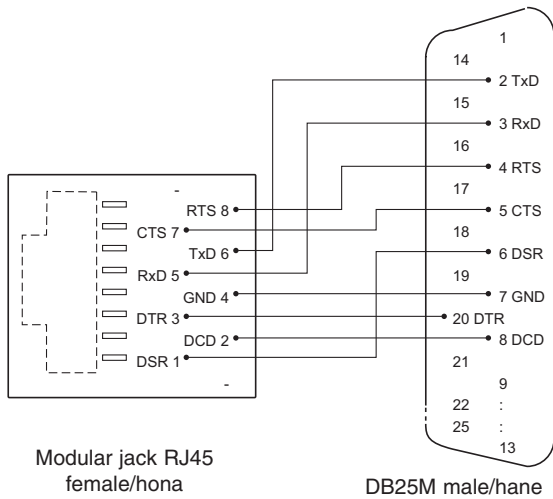 1
14
2 TxD
15
3 RxD
16
4 RTS
17
5 CTS
18
6 DSR
19
7 GND
20 DTR
8 DCD
21
9
22 :
25 :
13
-
RTS 8
CTS 7
TxD 6
RxD 5
GND 4
DTR 3
DCD 2
DSR 1
-
Modular jack RJ45
female/hona
DB25M male/hane